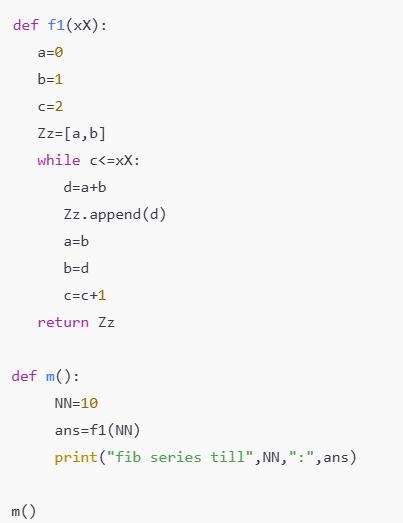 def f1(xX):
   a=0
   b=1
   c=2
   Zz=[a,b]
   while c<=xX:
      d=a+b
      Zz.append(d)
      a=b
      b=d
      c=c+1
   return Zz

def m():
     NN=10
     ans=f1(NN)
     print("fib series till",NN,":",ans)

m()